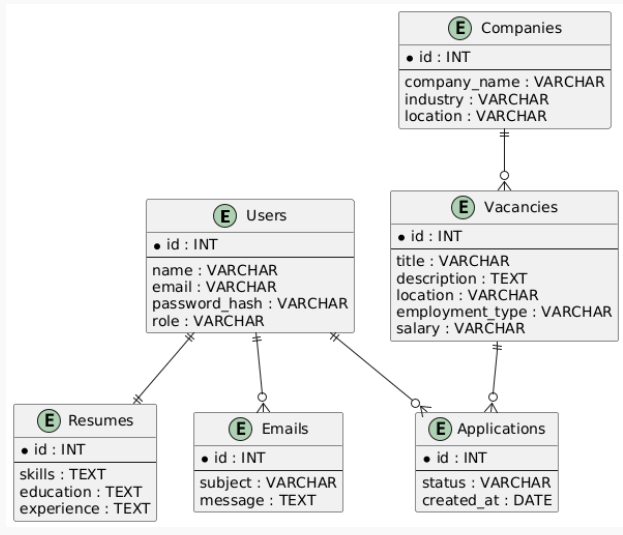 E Companies
id : INT
company_name : VARCHAR
industry : VARCHAR
location : VARCHAR
E Users
id : INT
name : VARCHAR
email : VARCHAR
password_hash : VARCHAR
role : VARCHAR
E Vacancies
id : INT
title : VARCHAR
description : TEXT
location : VARCHAR
employment_type : VARCHAR
salary : VARCHAR
E Resumes
id : INT
skills : TEXT
education : TEXT
experience : TEXT
E Emails
id : INT
subject : VARCHAR
message : TEXT
E Applications
id : INT
status : VARCHAR
created_at : DATE